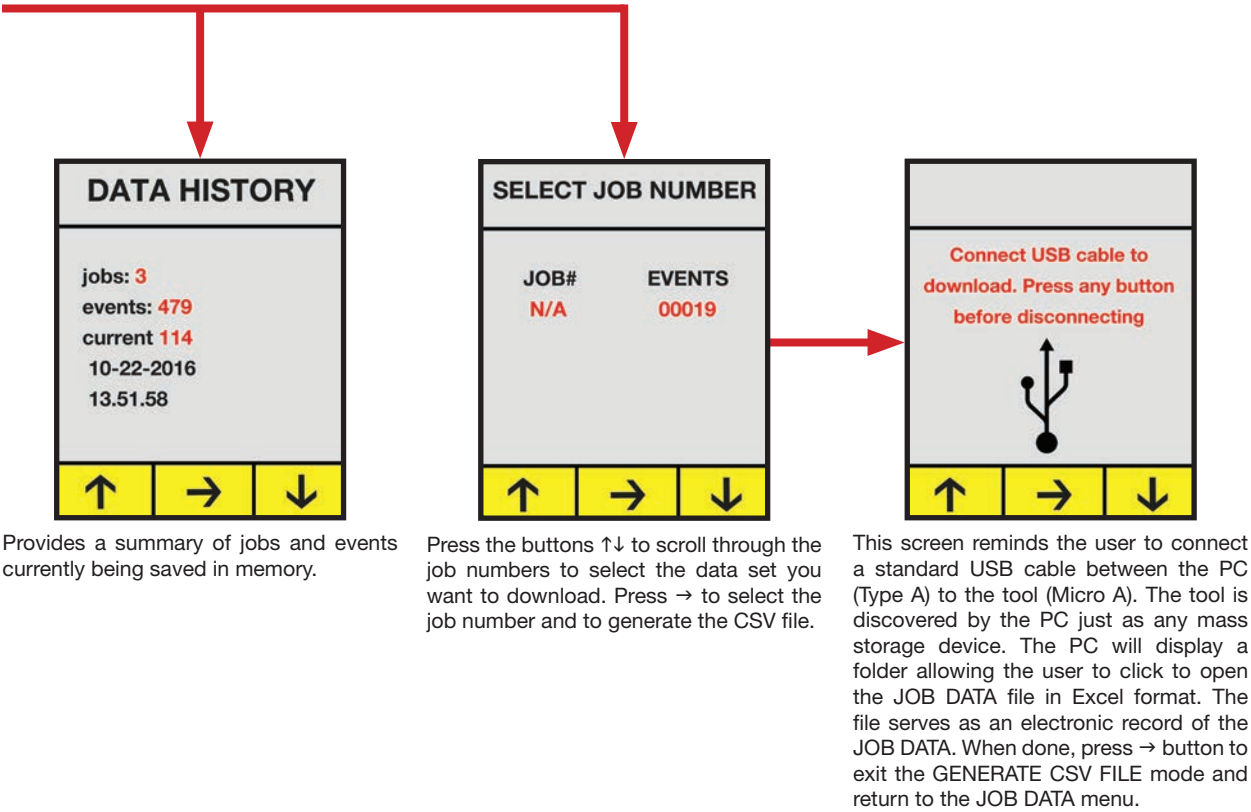 DATA HISTORY
jobs: 3
events: 479
current 114
10-22-2016
13.51.58
↑ → ↓
Provides a summary of jobs and events
currently being saved in memory.
SELECT JOB NUMBER
JOB# EVENTS
N/A 00019
↑ → ↓
Press the buttons ↑↓ to scroll through the
job numbers to select the data set you
want to download. Press → to select the
job number and to generate the CSV file.
Connect USB cable to
download. Press any button
before disconnecting
↑ → ↓
This screen reminds the user to connect
a standard USB cable between the PC
(Type A) to the tool (Micro A). The tool is
discovered by the PC just as any mass
storage device. The PC will display a
folder allowing the user to click to open
the JOB DATA file in Excel format. The
file serves as an electronic record of the
JOB DATA. When done, press → button to
exit the GENERATE CSV FILE mode and
return to the JOB DATA menu.